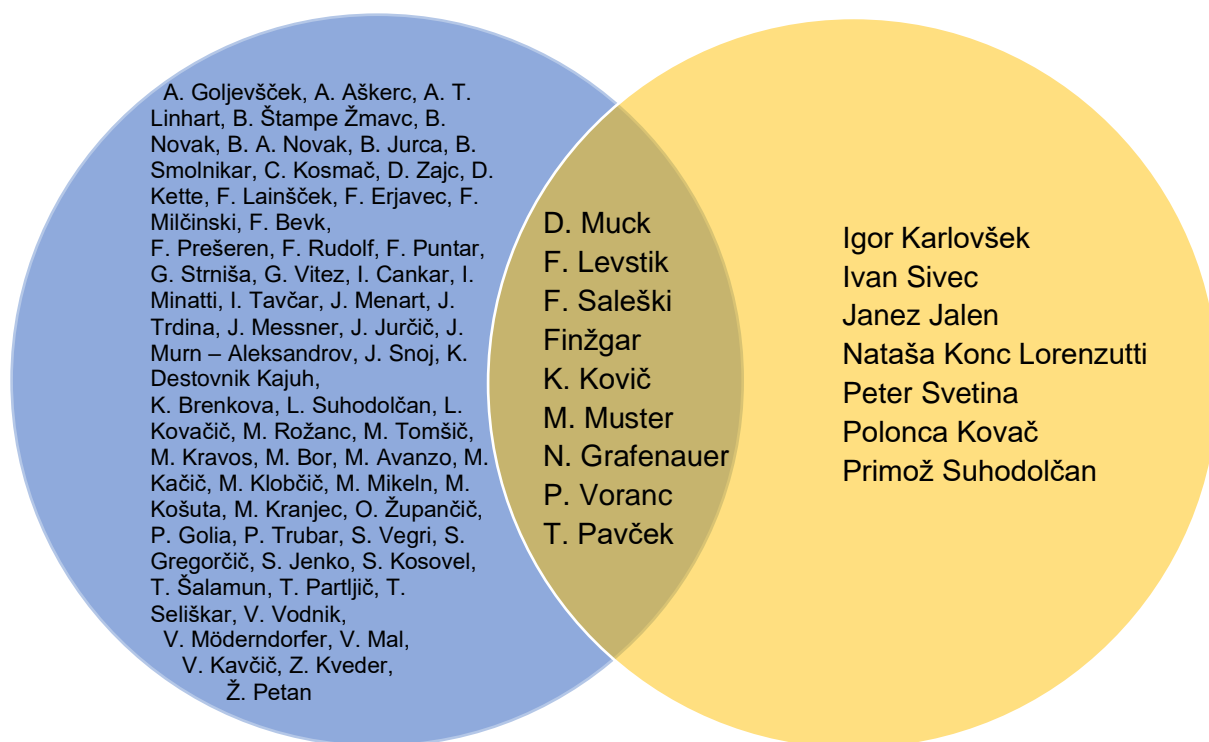 A. Goljevšček, A. Aškerc, A. T.
Linhart, B. Štampe Žmavc, B.
Novak, B. A. Novak, B. Jurca, B.
Smolnikar, C. Kosmač, D. Zajc, D.
Kette, F. Lainšček, F. Erjavec, F.
Milčinski, F. Bevk,
F. Prešeren, F. Rudolf, F. Puntar,
G. Strniša, G. Vitez, I. Cankar, I.
Minatti, I. Tavčar, J. Menart, J.
Trdina, J. Messner, J. Jurčič, J.
Murn – Aleksandrov, J. Snoj, K.
Destovnik Kajuh,
K. Brenkova, L. Suhodolčan, L.
Kovačič, M. Rožanc, M. Tomšič,
M. Kravos, M. Bor, M. Avanzo, M.
Kačič, M. Klobčič, M. Mikeln, M.
Košuta, M. Kranjec, O. Župančič,
P. Golia, P. Trubar, S. Vegri, S.
Gregorčič, S. Jenko, S. Kosovel,
T. Šalamun, T. Partljič, T.
Seliškar, V. Vodnik,
V. Möderndorfer, V. Mal,
V. Kavčič, Z. Kveder,
Ž. Petan
D. Muck
F. Levstik
F. Saleški
Finžgar
K. Kovič
M. Muster
N. Grafenauer
P. Voranc
T. Pavček
Igor Karlovšek
Ivan Sivec
Janez Jalen
Nataša Konc Lorenzutti
Peter Svetina
Polonca Kovač
Primož Suhodolčan